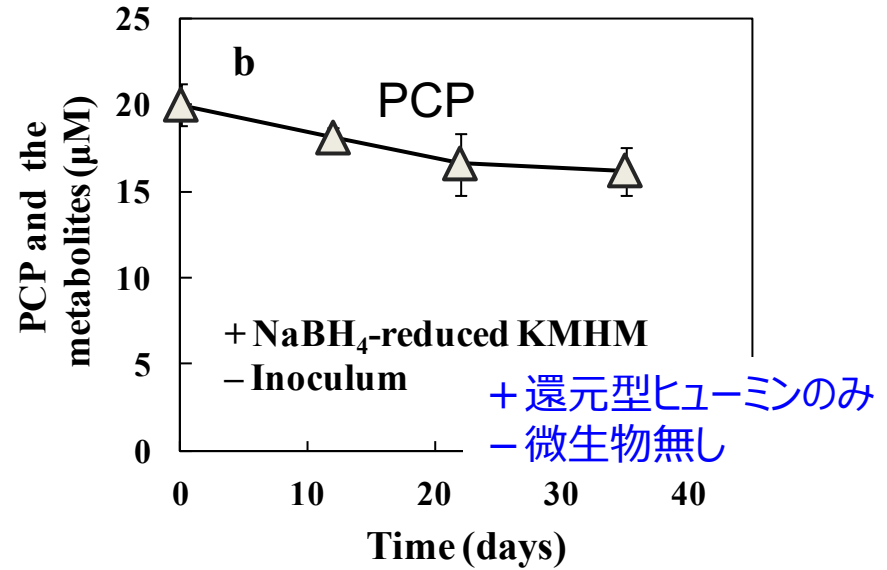 25
20
15
10
5
0
b
PCP
PCP and the
metabolites (µM)
+ NaBH₄-reduced KMHM
– Inoculum
+還元型ヒューミンのみ
−微生物無し
0 10 20 30 40
Time (days)